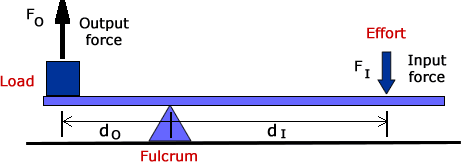 FO
Output
force
Load
Effort
FI
Input
force
dO
dI
Fulcrum